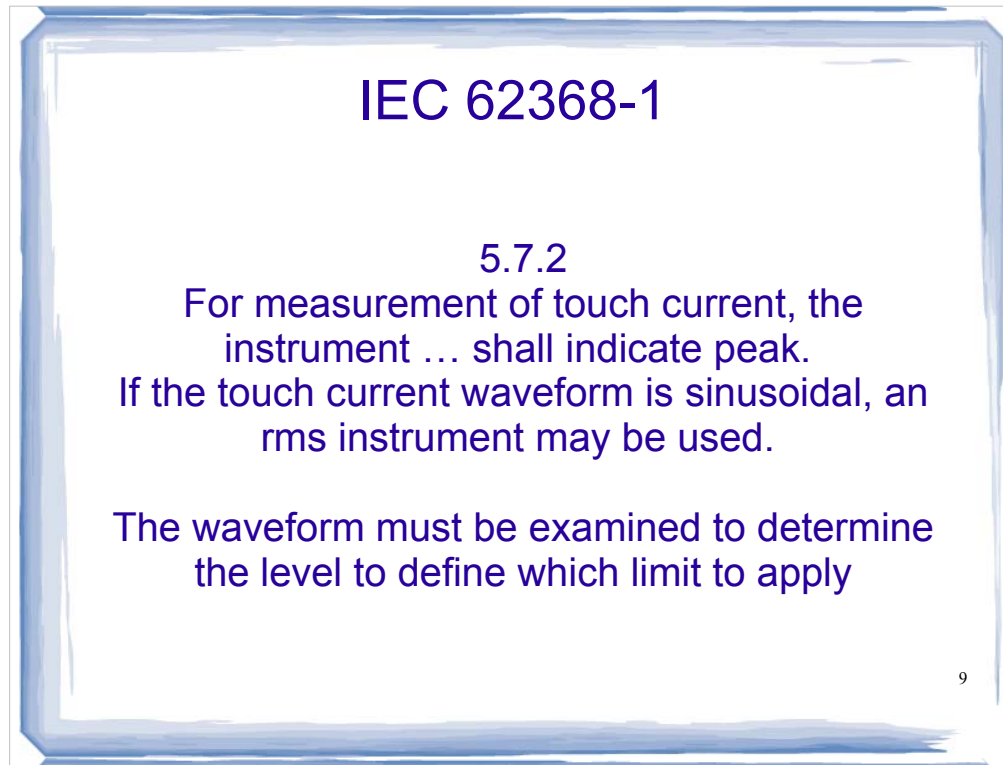 IEC 62368-1
5.7.2
For measurement of touch current, the
instrument … shall indicate peak.
If the touch current waveform is sinusoidal, an
rms instrument may be used.
The waveform must be examined to determine
the level to define which limit to apply
9